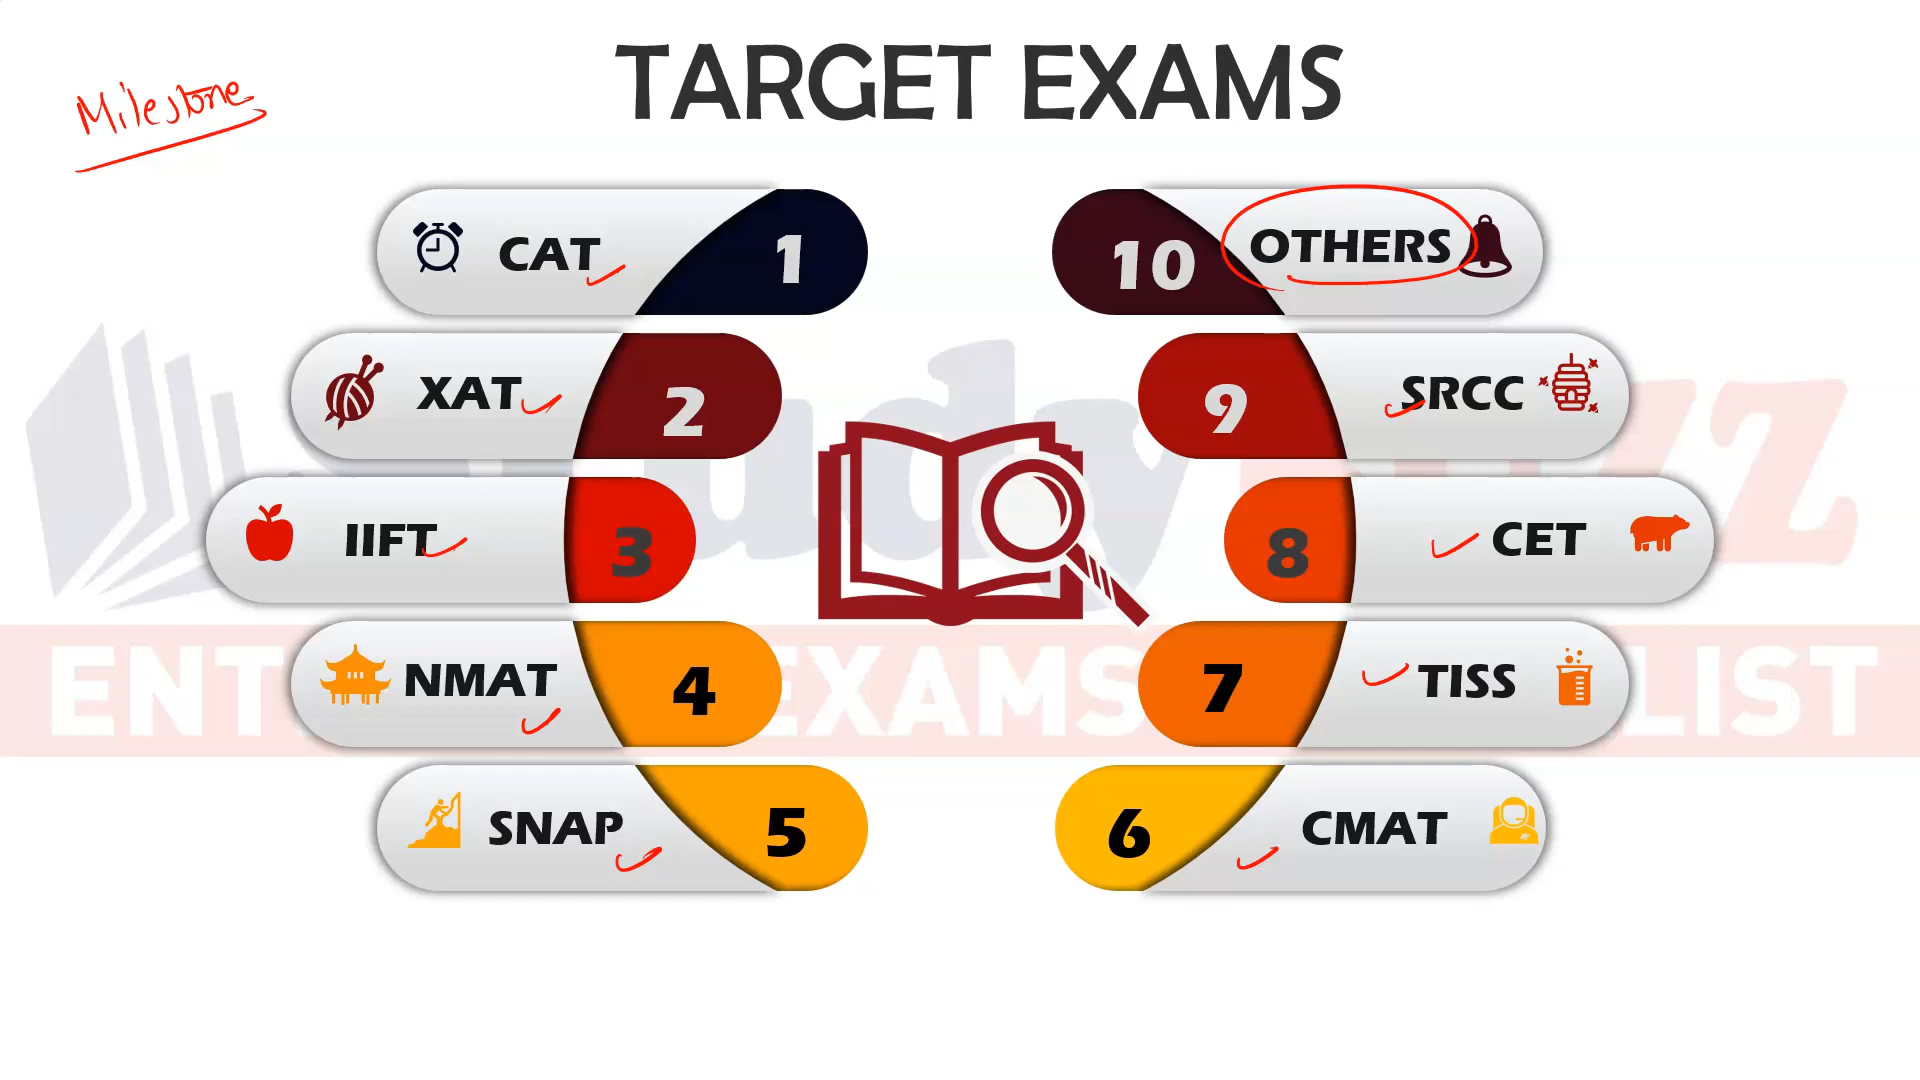 TARGET EXAMS
Milestone
CAT 1
XAT 2
IIFT 3
NMAT 4
SNAP 5
10 OTHERS
9 SRCC
8 CET
7 TISS
6 CMAT